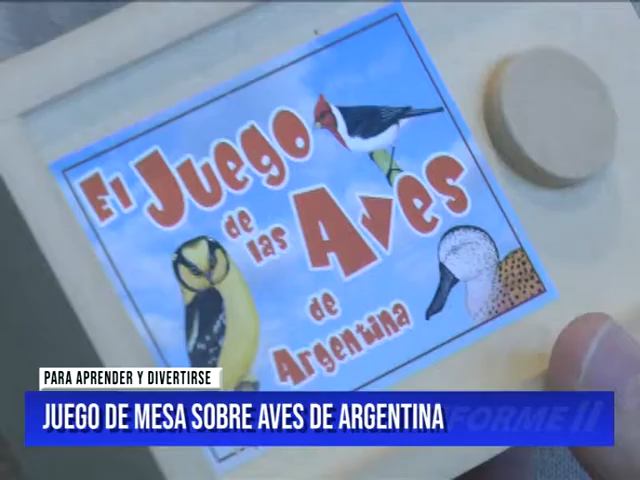 El Juego
de
las Aves
de
Argentina
PARA APRENDER Y DIVERTIRSE
JUEGO DE MESA SOBRE AVES DE ARGENTINA